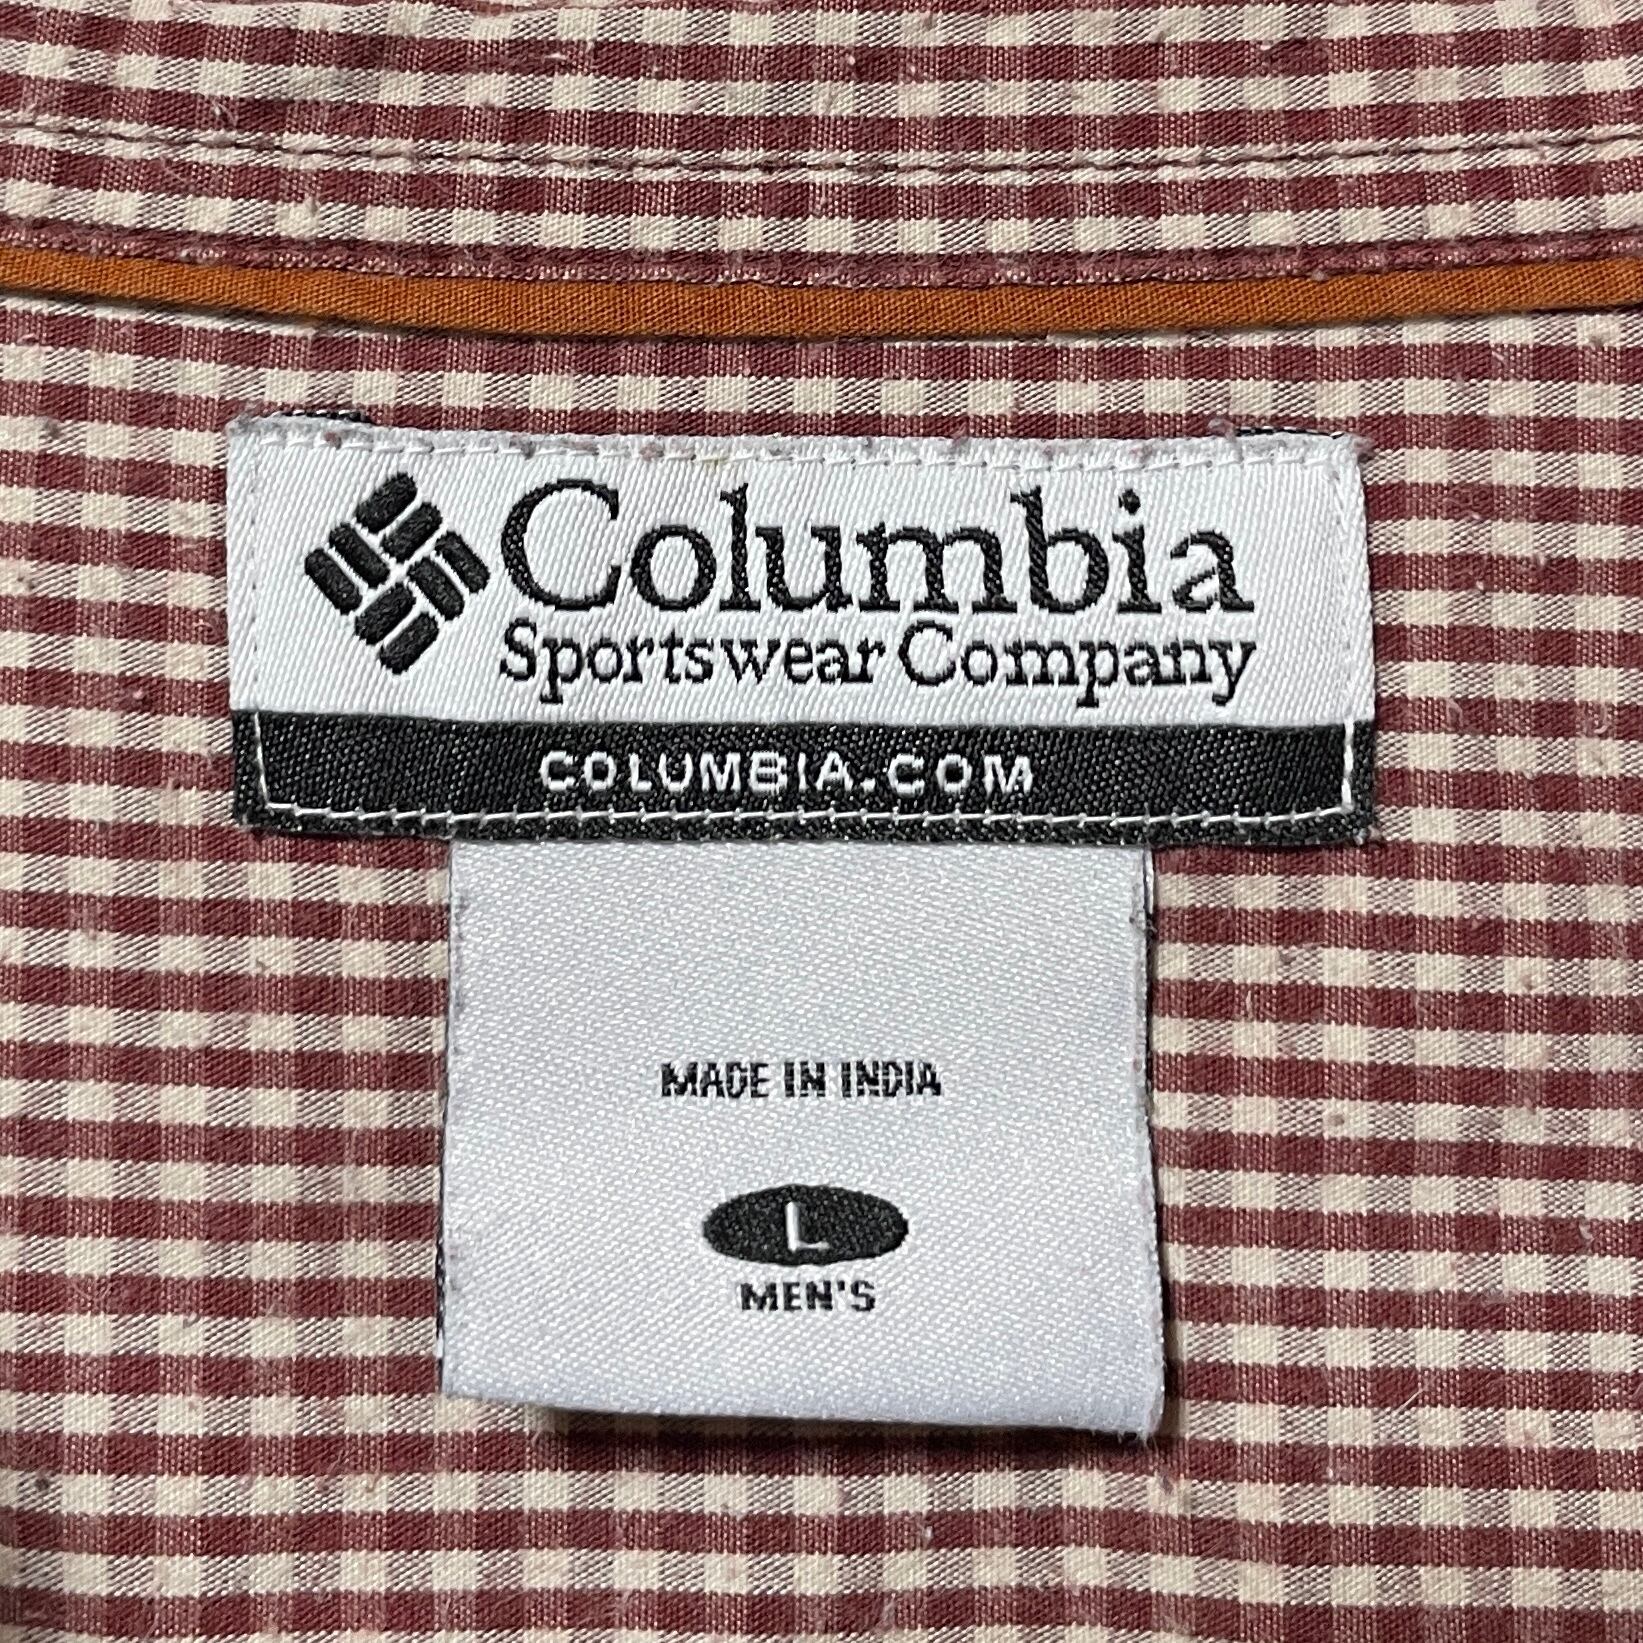 Columbia
Sportswear Company
COLUMBIA.COM
MADE IN INDIA
L
MEN'S